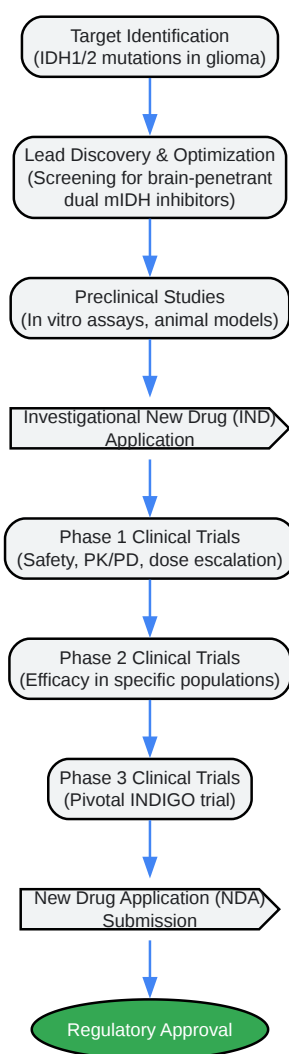 Target Identification
(IDH1/2 mutations in glioma)
Lead Discovery & Optimization
(Screening for brain-penetrant
dual mIDH inhibitors)
Preclinical Studies
(In vitro assays, animal models)
Investigational New Drug (IND)
Application
Phase 1 Clinical Trials
(Safety, PK/PD, dose escalation)
Phase 2 Clinical Trials
(Efficacy in specific populations)
Phase 3 Clinical Trials
(Pivotal INDIGO trial)
New Drug Application (NDA)
Submission
Regulatory Approval